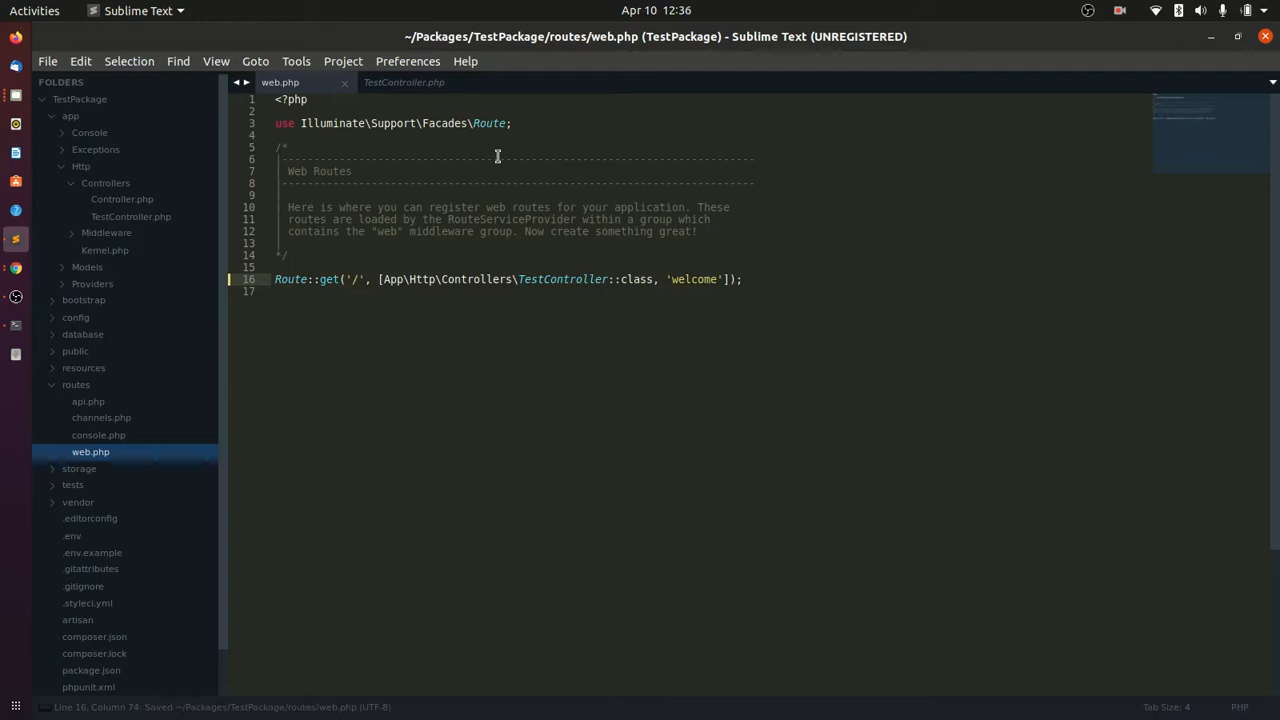 Activities
Sublime Text
Apr 10 12:36
~/Packages/TestPackage/routes/web.php (TestPackage) - Sublime Text (UNREGISTERED)
File Edit Selection Find View Goto Tools Project Preferences Help
FOLDERS
TestPackage
app
Console
Exceptions
Http
Controllers
Controller.php
TestController.php
Middleware
Kernel.php
Models
Providers
bootstrap
config
database
public
resources
routes
api.php
channels.php
console.php
web.php
storage
tests
vendor
.editorconfig
.env
.env.example
.gitattributes
.gitignore
.styleci.yml
artisan
composer.json
composer.lock
package.json
phpunit.xml
web.php
TestController.php
1 <?php
2
3 use Illuminate\Support\Facades\Route;
4
5 /*
6 |--------------------------------------------------------------------------
7 | Web Routes
8 |--------------------------------------------------------------------------
9 |
10 | Here is where you can register web routes for your application. These
11 | routes are loaded by the RouteServiceProvider within a group which
12 | contains the "web" middleware group. Now create something great!
13 |
14 */
15
16 Route::get('/', [App\Http\Controllers\TestController::class, 'welcome']);
17
Line 16, Column 74: Saved ~/Packages/TestPackage/routes/web.php (UTF-8)
Tab Size: 4
PHP